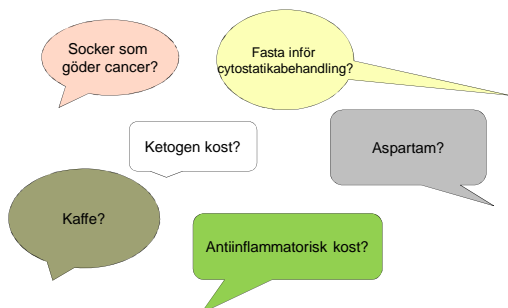 Socker som
göder cancer?
Fasta inför
cytostatikabehandling?
Ketogen kost?
Aspartam?
Kaffe?
Antiinflammatorisk kost?